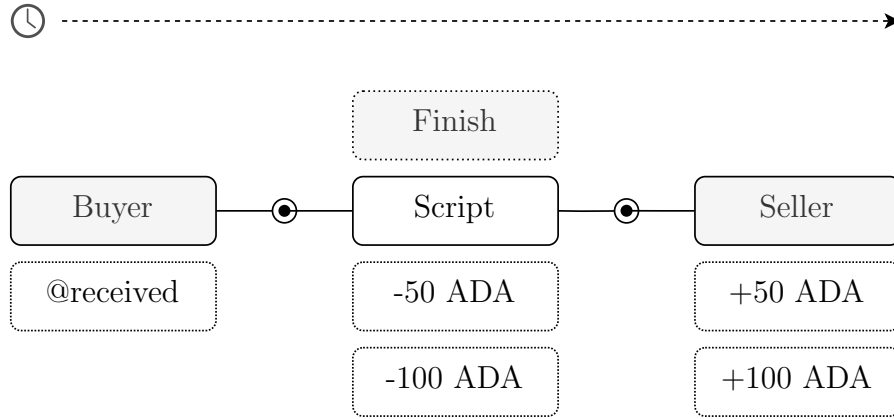 Finish
Buyer
Script
Seller
@received
-50 ADA
+50 ADA
-100 ADA
+100 ADA